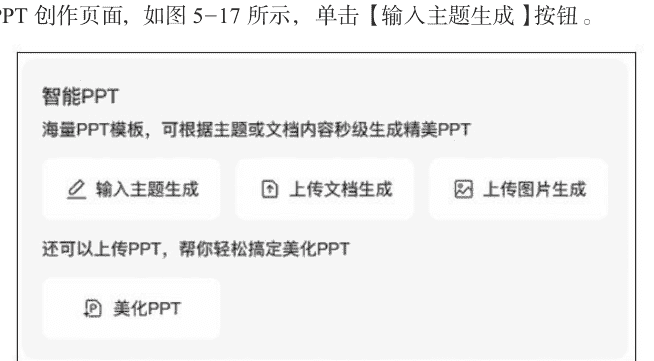 PPT 创作页面，如图 5-17 所示，单击【输入主题生成】按钮。
智能PPT
海量PPT模板，可根据主题或文档内容秒级生成精美PPT
输入主题生成 上传文档生成 上传图片生成
还可以上传PPT，帮你轻松搞定美化PPT
美化PPT